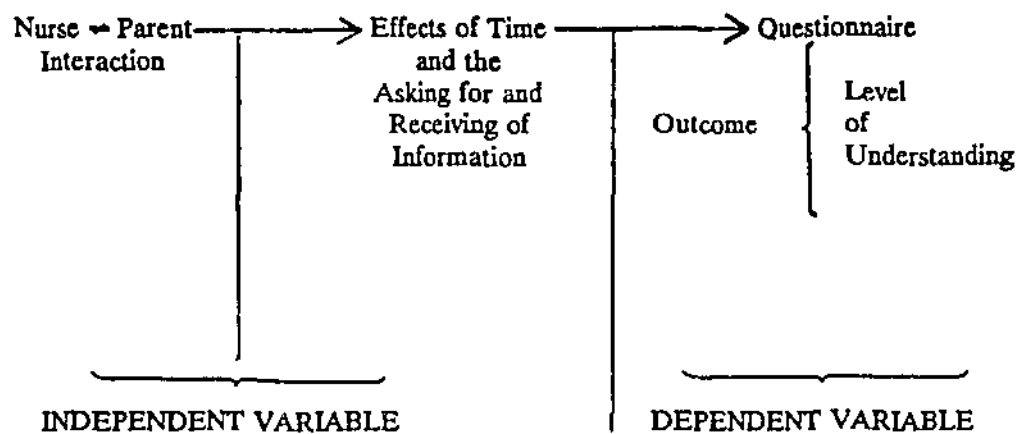 Nurse ⇌ Parent
Interaction
Effects of Time
and the
Asking for and
Receiving of
Information
Questionnaire
Outcome
Level
of
Understanding
INDEPENDENT VARIABLE
DEPENDENT VARIABLE